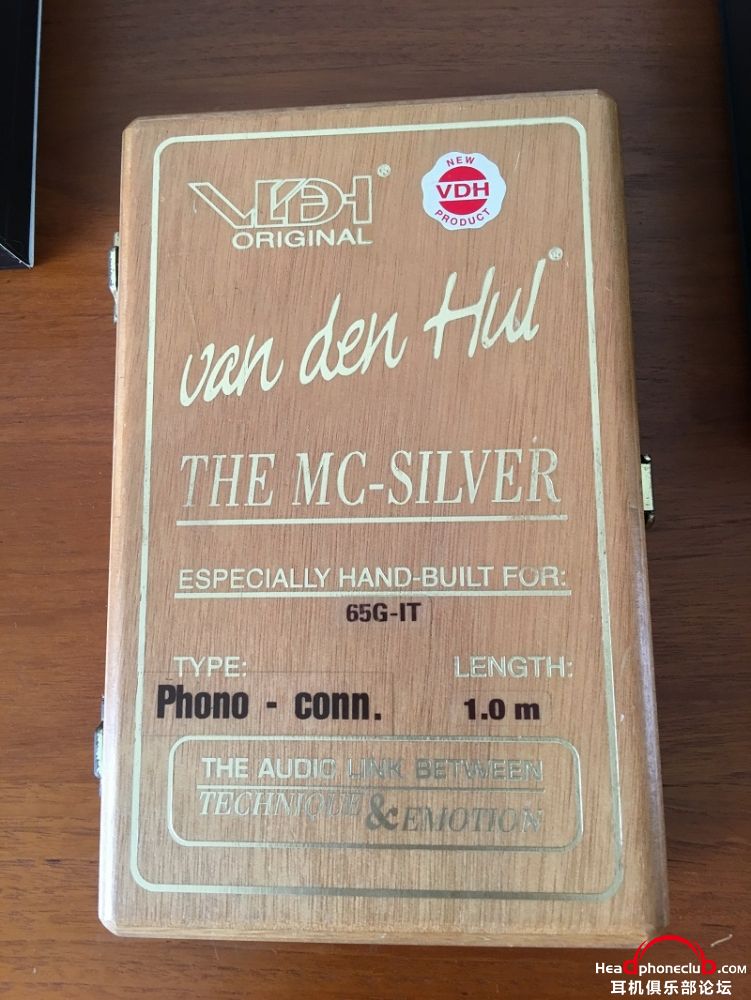 VDH®
ORIGINAL
NEW
VDH
PRODUCT
van den Hul®
THE MC-SILVER
ESPECIALLY HAND-BUILT FOR:
65G-IT
TYPE:
LENGTH:
Phono - conn.
1.0 m
THE AUDIO LINK BETWEEN
TECHNIQUE & EMOTION
Headphoneclub.com
耳机俱乐部论坛